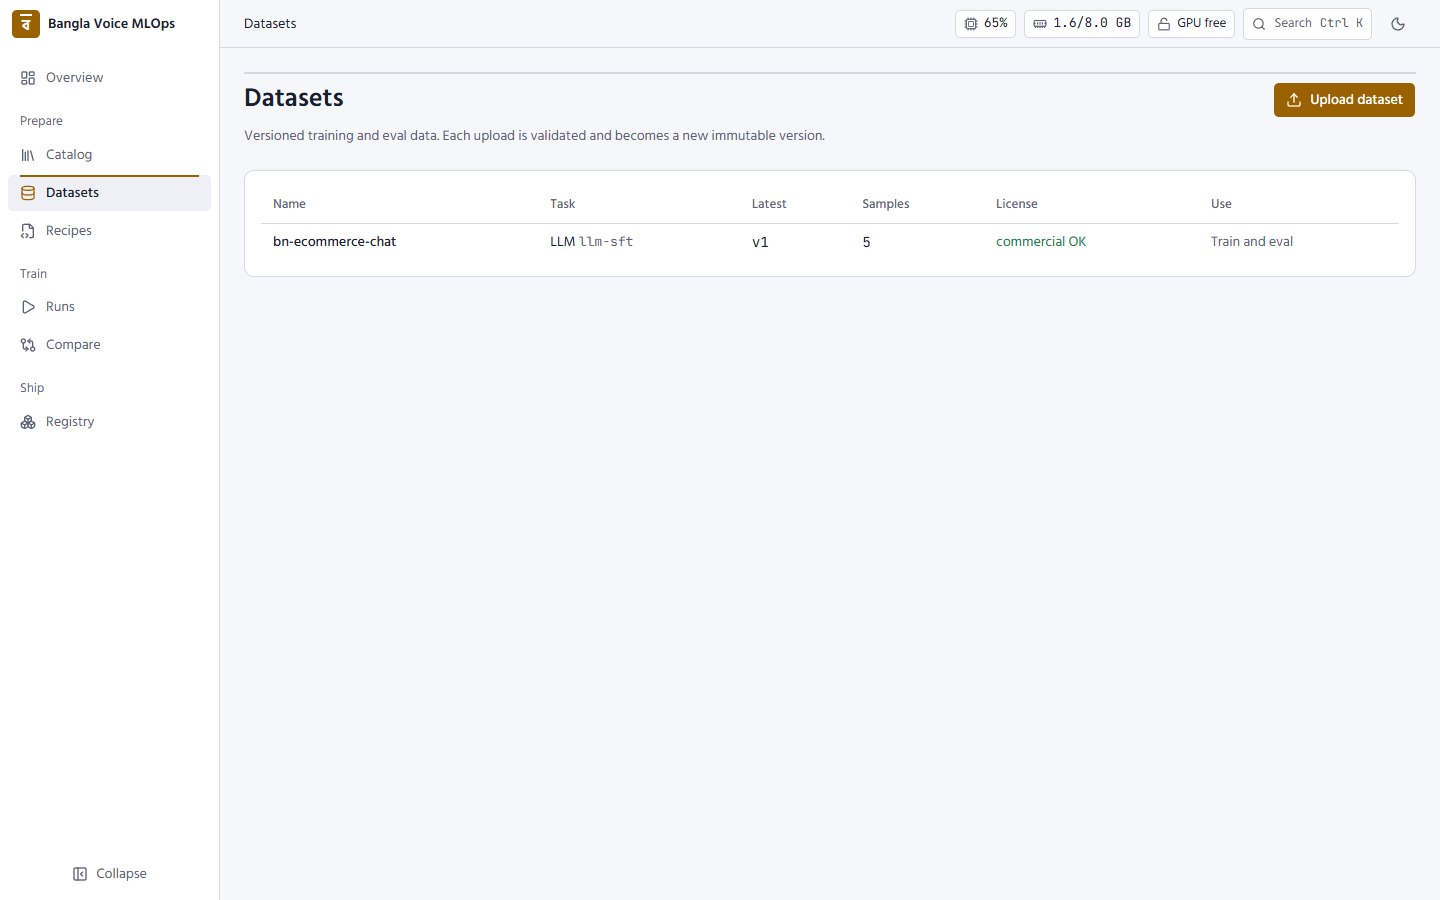 ব Bangla Voice MLOps
Datasets
65%
1.6/8.0 GB
GPU free
Search Ctrl K
Overview
Prepare
Catalog
Datasets
Recipes
Train
Runs
Compare
Ship
Registry
Collapse
Datasets
Upload dataset
Versioned training and eval data. Each upload is validated and becomes a new immutable version.
Name Task Latest Samples License Use
bn-ecommerce-chat LLM llm-sft v1 5 commercial OK Train and eval